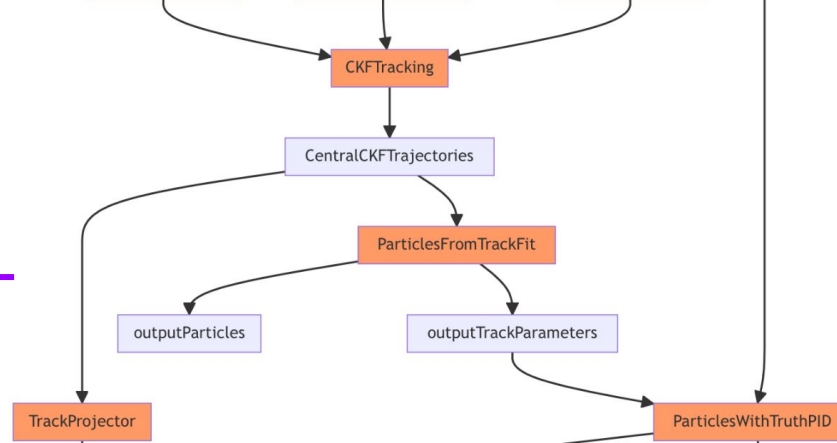 CKFTracking
CentralCKFTrajectories
ParticlesFromTrackFit
outputParticles
outputTrackParameters
TrackProjector
ParticlesWithTruthPID